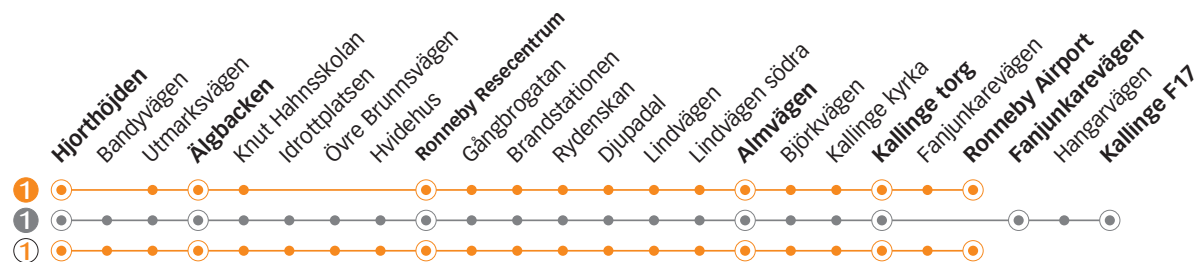 Hjorthöjden
Bandyvägen
Utmarksvägen
Älgbacken
Knut Hahnsskolan
Idrottplatsen
Övre Brunnsvägen
Hvidehus
Ronneby Resecentrum
Gångbrogatan
Brandstationen
Rydenskan
Djupadal
Lindvägen
Lindvägen södra
Almvägen
Björkvägen
Kallinge Kyrka
Kallinge torg
Fanjunkarevägen
Ronneby Airport
Fanjunkarevägen
Hangarvägen
Kallinge F17
1
1
1